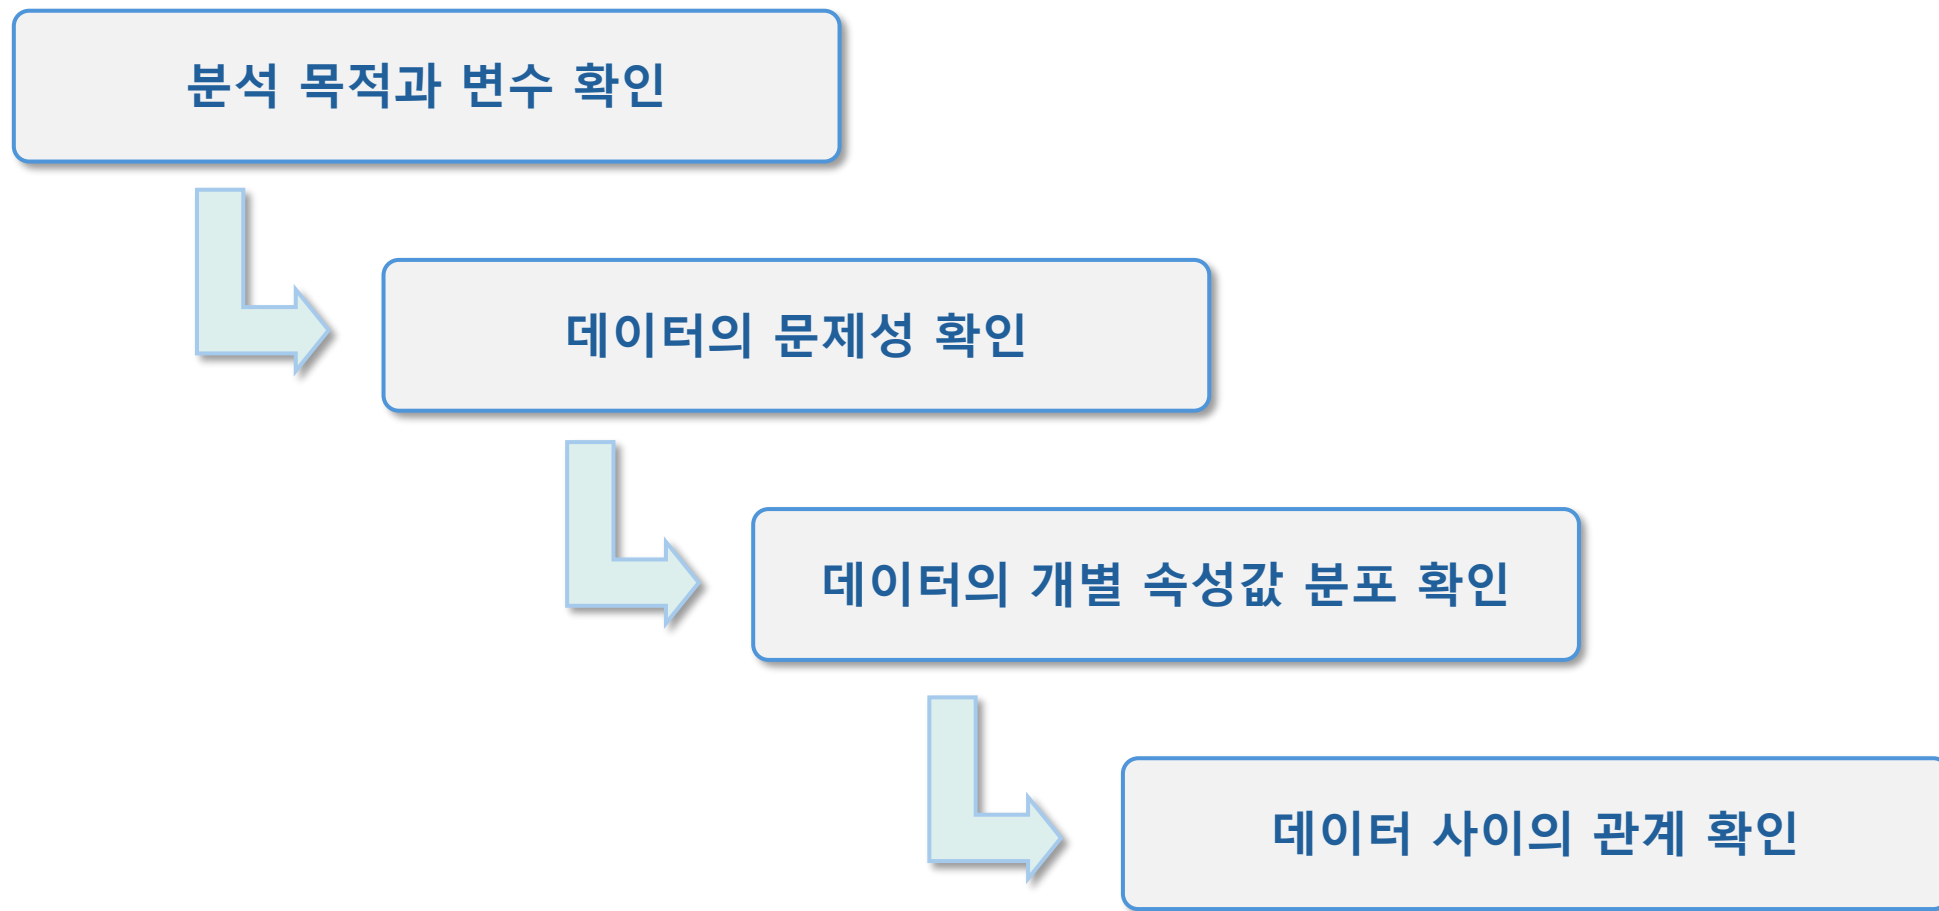 분석 목적과 변수 확인
데이터의 문제성 확인
데이터의 개별 속성값 분포 확인
데이터 사이의 관계 확인